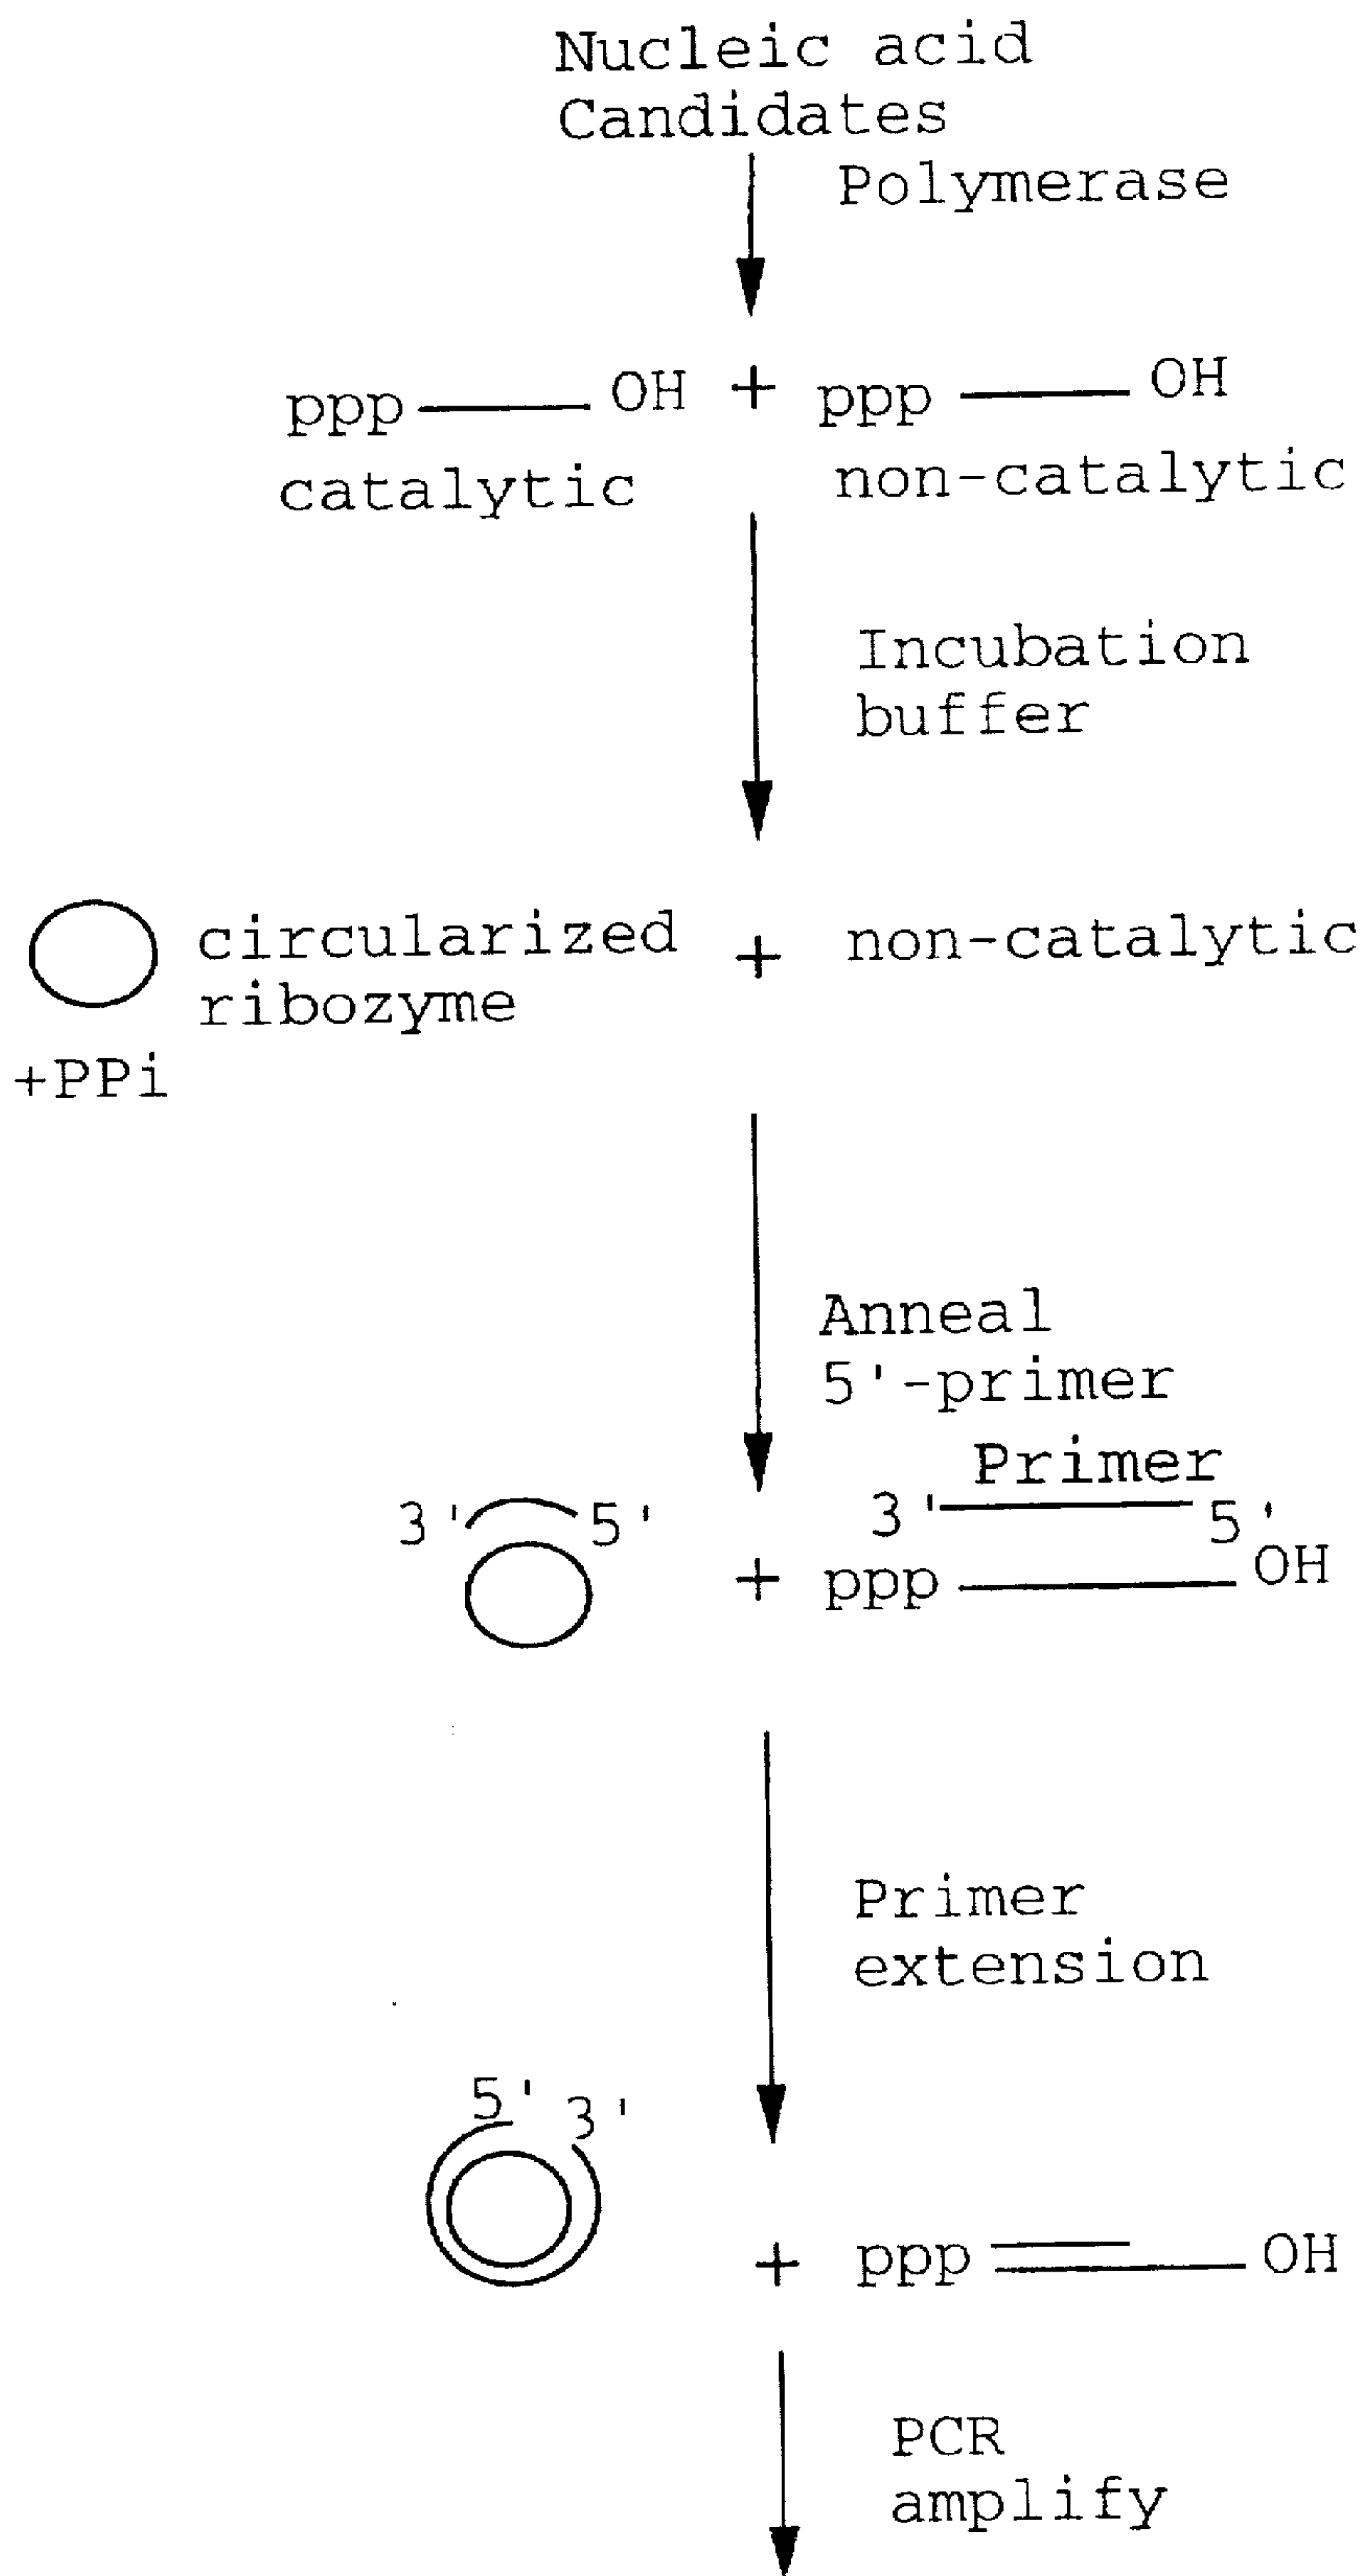 Nucleic acid
Candidates
Polymerase
ppp OH + ppp OH
catalytic non-catalytic
Incubation
buffer
circularized + non-catalytic
ribozyme
+PPi
Anneal
5'-primer
Primer
3' 5' 3' 5'
+ ppp OH
Primer
extension
5' 3'
+ ppp OH
PCR
amplify